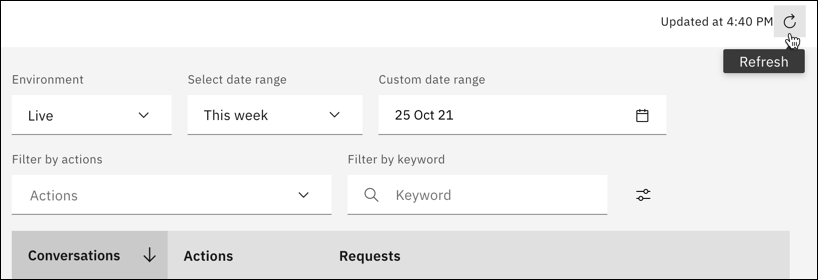 Updated at 4:40 PM
Refresh
Environment
Select date range
Custom date range
Live
This week
25 Oct 21
Filter by actions
Filter by keyword
Actions
Keyword
Conversations
Actions
Requests